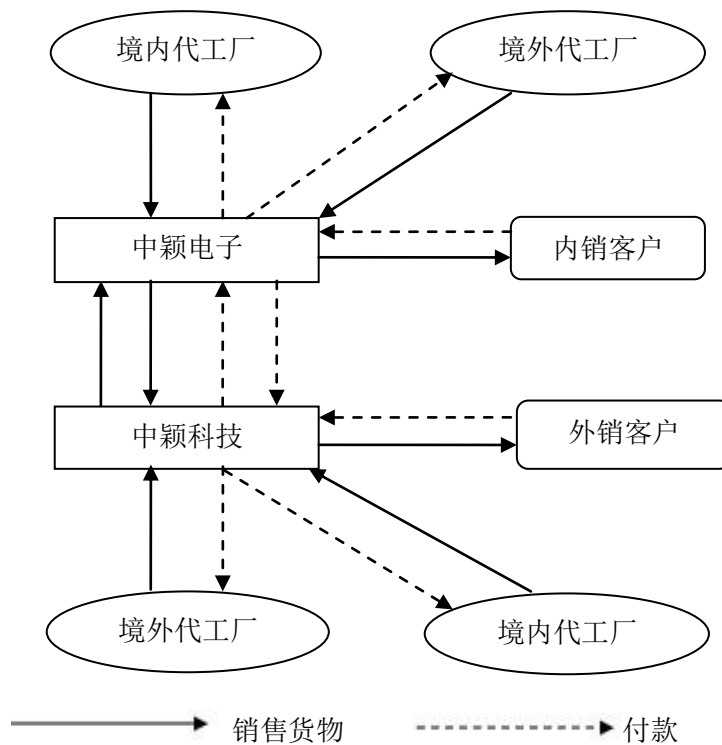 境内代工厂
境外代工厂
中颖电子
内销客户
中颖科技
外销客户
境外代工厂
境内代工厂
销售货物
付款